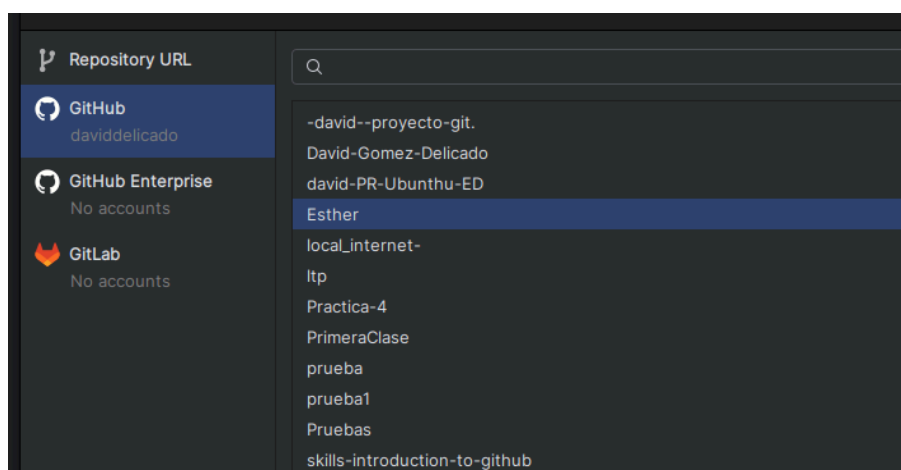 Repository URL
GitHub
daviddelicado
GitHub Enterprise
No accounts
GitLab
No accounts
-david--proyecto-git.
David-Gomez-Delicado
david-PR-Ubunthu-ED
Esther
local_internet-
ltp
Practica-4
PrimeraClase
prueba
prueba1
Pruebas
skills-introduction-to-github